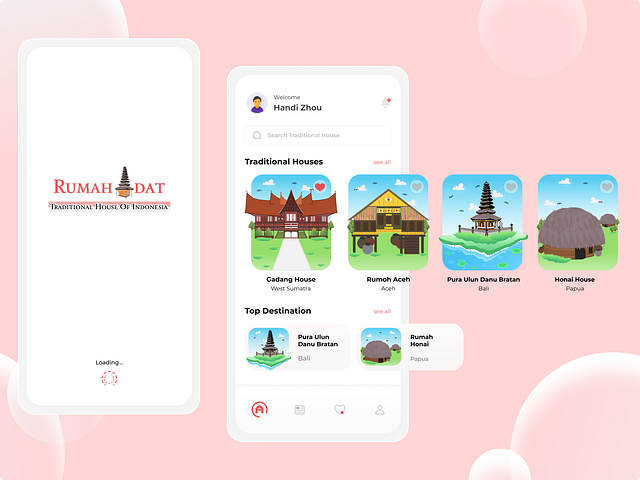 RUMAH ADAT
TRADITIONAL HOUSE OF INDONESIA
Loading..
Welcome
Handi Zhou
Search Traditional House
Traditional Houses
see all
Gadang House
West Sumatra
Rumoh Aceh
Aceh
Pura Ulun Danu Bratan
Bali
Honai House
Papua
Top Destination
see all
Pura Ulun
Danu Bratan
Bali
Rumah
Honai
Papua